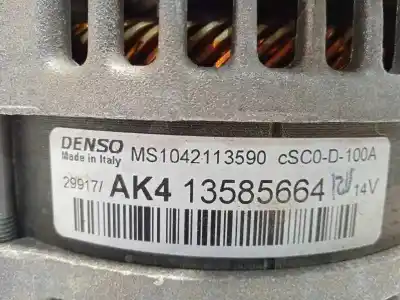 DENSO MS1042113590 cSC0-D-100A
Made in Italy
29917/ AK4 13585664 14V